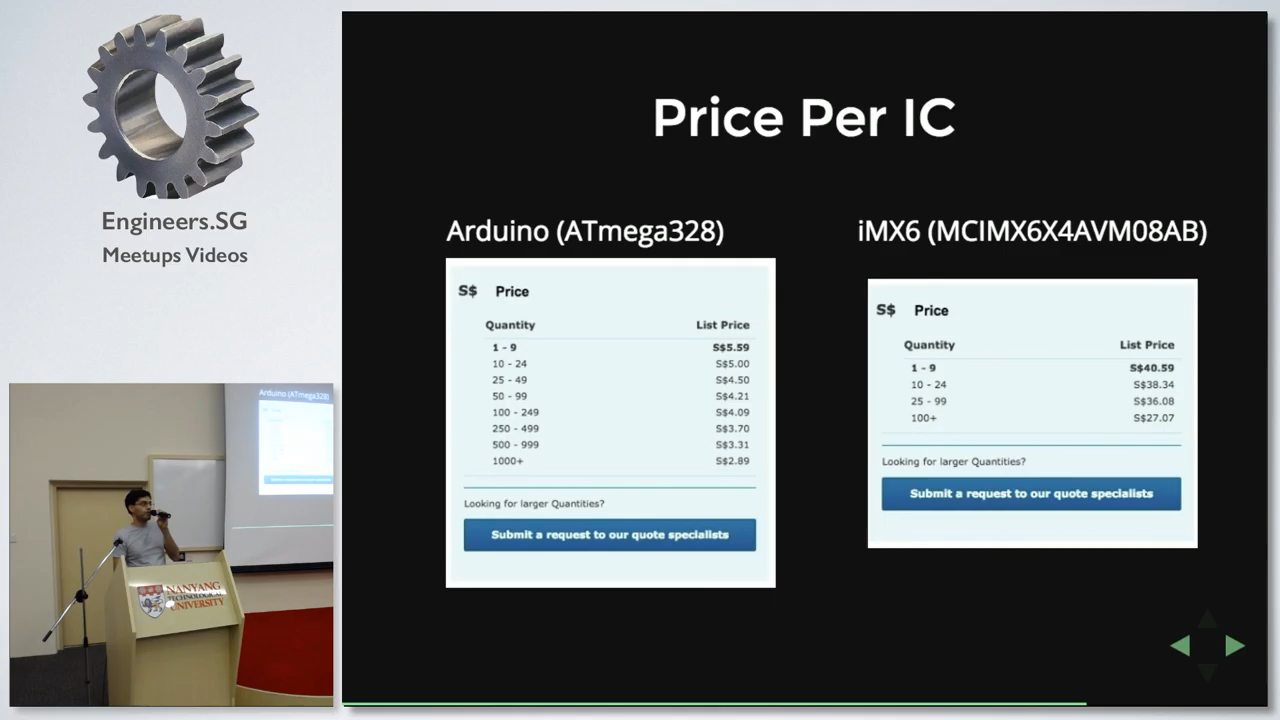 Engineers.SG
Meetups Videos
Price Per IC
Arduino (ATmega328)
S$ Price
Quantity List Price
1 - 9 S$5.59
10 - 24 S$5.00
25 - 49 S$4.50
50 - 99 S$4.21
100 - 249 S$4.09
250 - 499 S$3.70
500 - 999 S$3.31
1000+ S$2.89
Looking for larger Quantities?
Submit a request to our quote specialists
iMX6 (MCIMX6X4AVM08AB)
S$ Price
Quantity List Price
1 - 9 S$40.59
10 - 24 S$38.34
25 - 99 S$36.08
100+ S$27.07
Looking for larger Quantities?
Submit a request to our quote specialists
Arduino (ATmega328)
NANYANG
TECHNOLOGICAL
UNIVERSITY